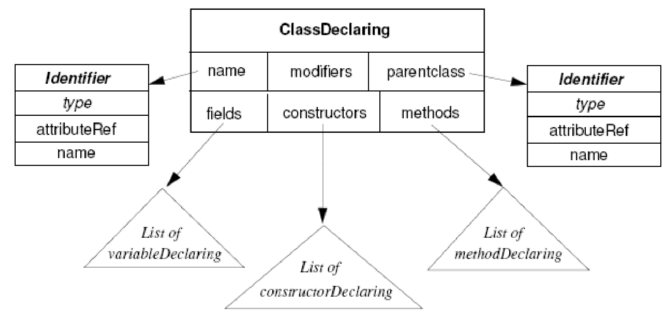 ClassDeclaring
name modifiers parentclass
fields constructors methods
Identifier
type
attributeRef
name
Identifier
type
attributeRef
name
List of
variableDeclaring
List of
constructorDeclaring
List of
methodDeclaring